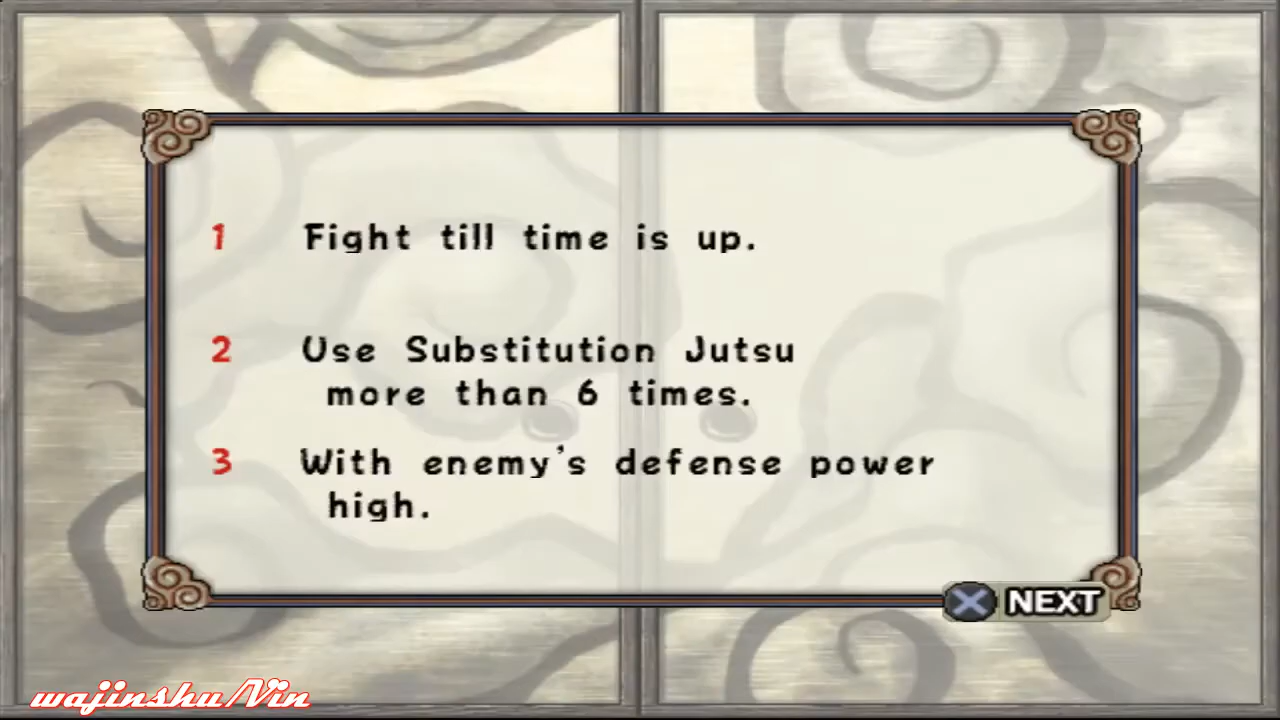 1 Fight till time is up.
2 Use Substitution Jutsu
more than 6 times.
3 With enemy's defense power
high.
NEXT
wajinshu/Vin